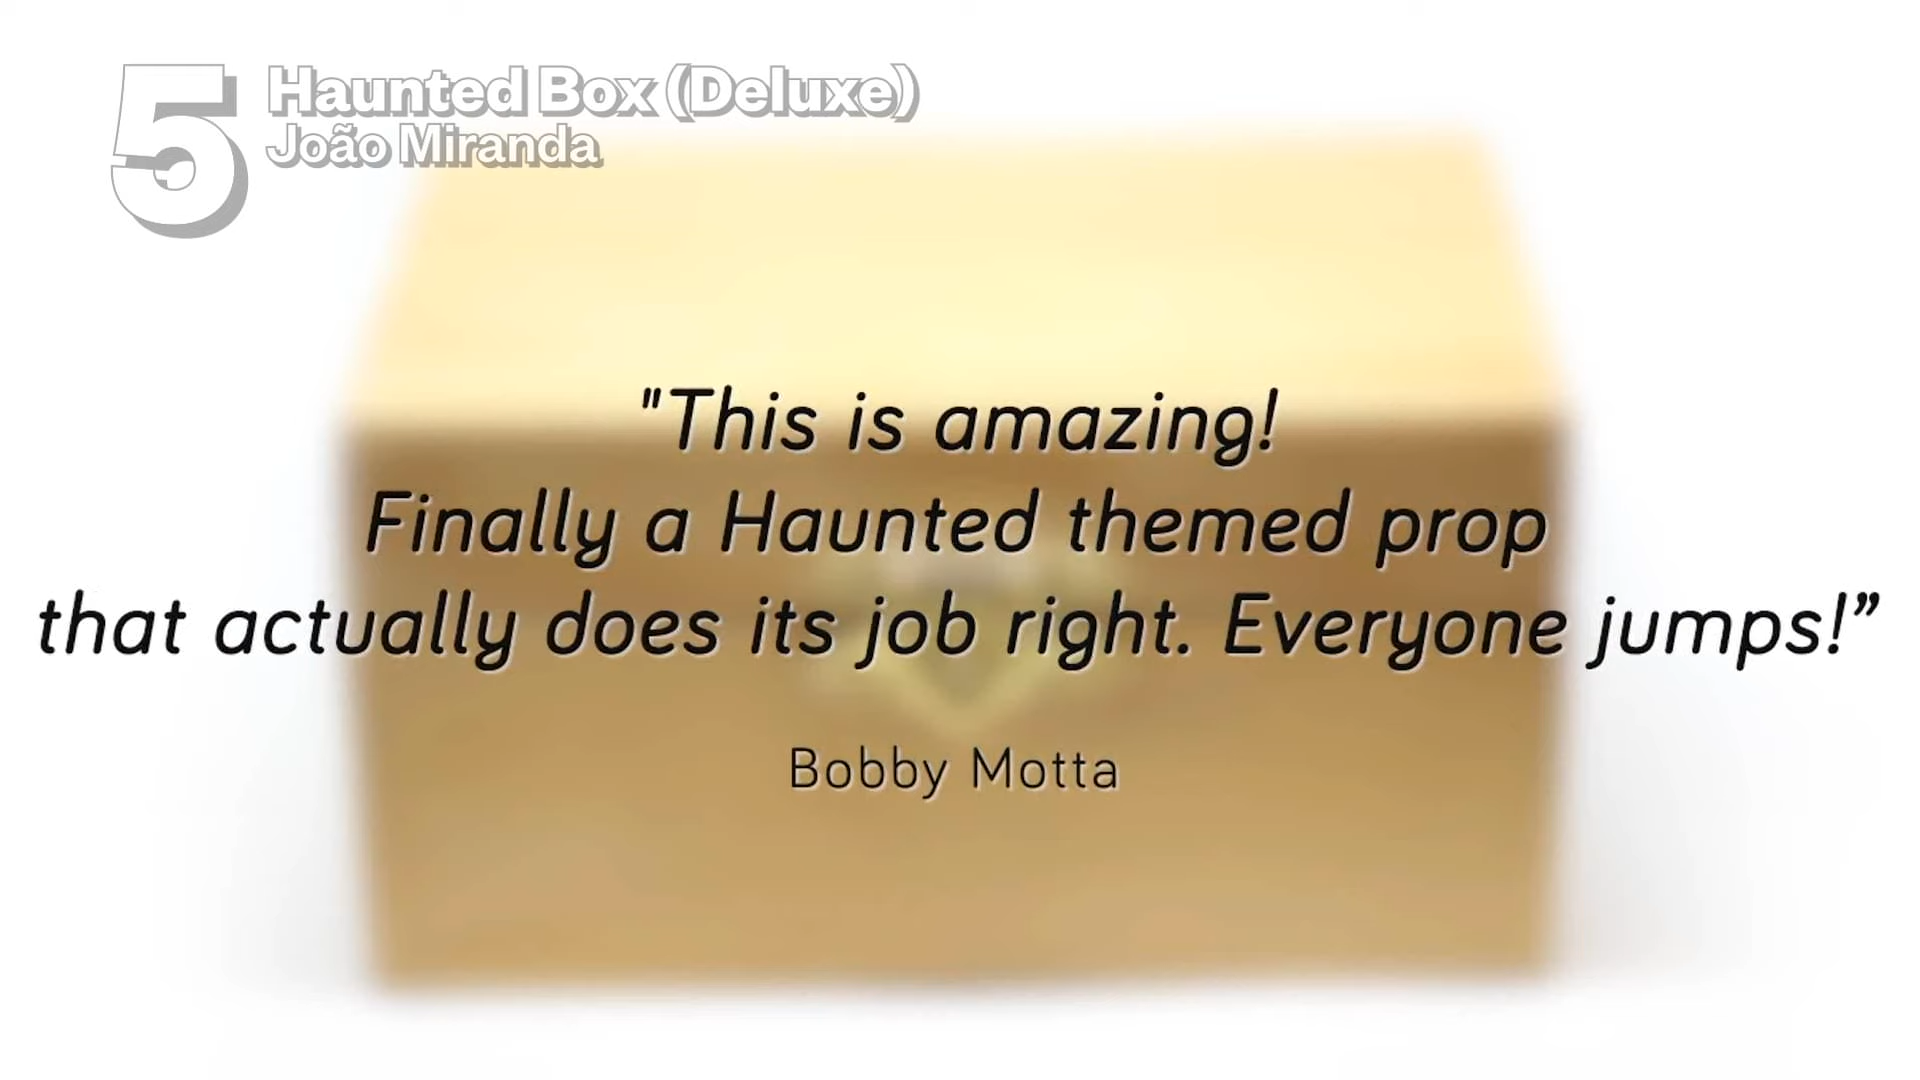 5
Haunted Box (Deluxe)
João Miranda
"This is amazing!
Finally a Haunted themed prop
that actually does its job right. Everyone jumps!”
Bobby Motta